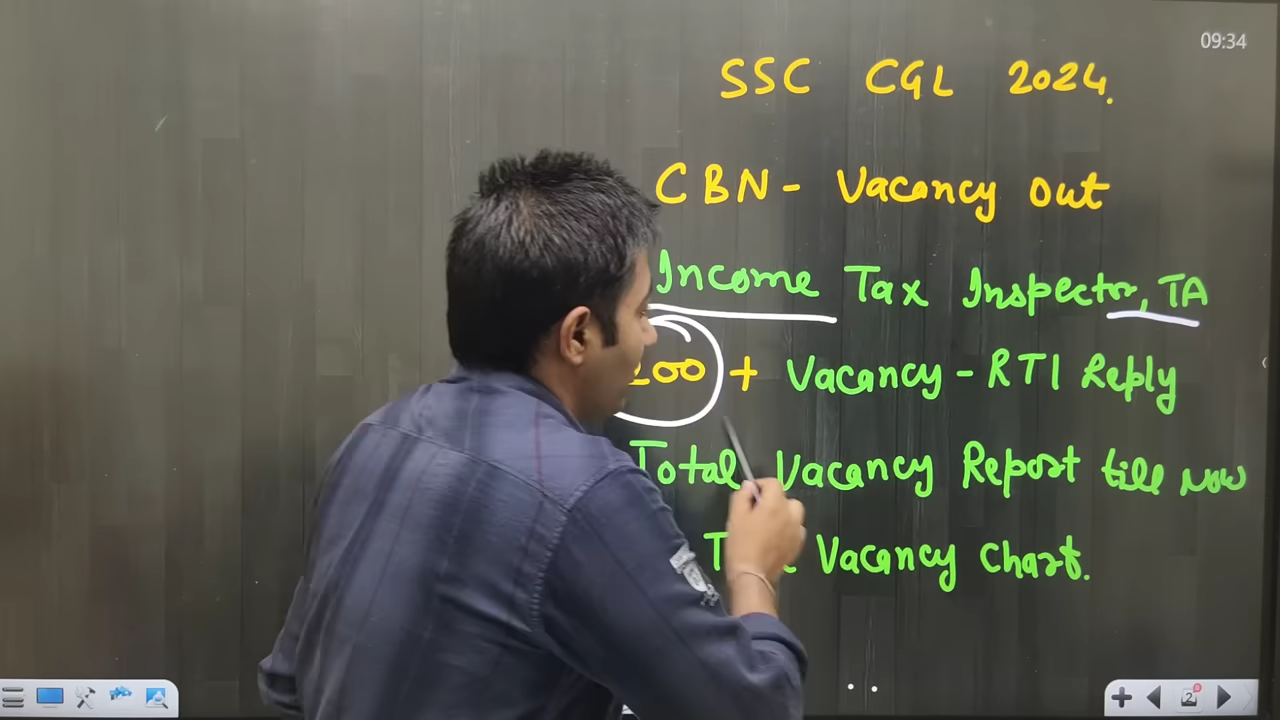 09:34
SSC CGL 2024.
CBN - Vacancy out
Income Tax Inspector, TA
200 + Vacancy - RTI Reply
Total Vacancy Report till Now
Vacancy Chart.
2